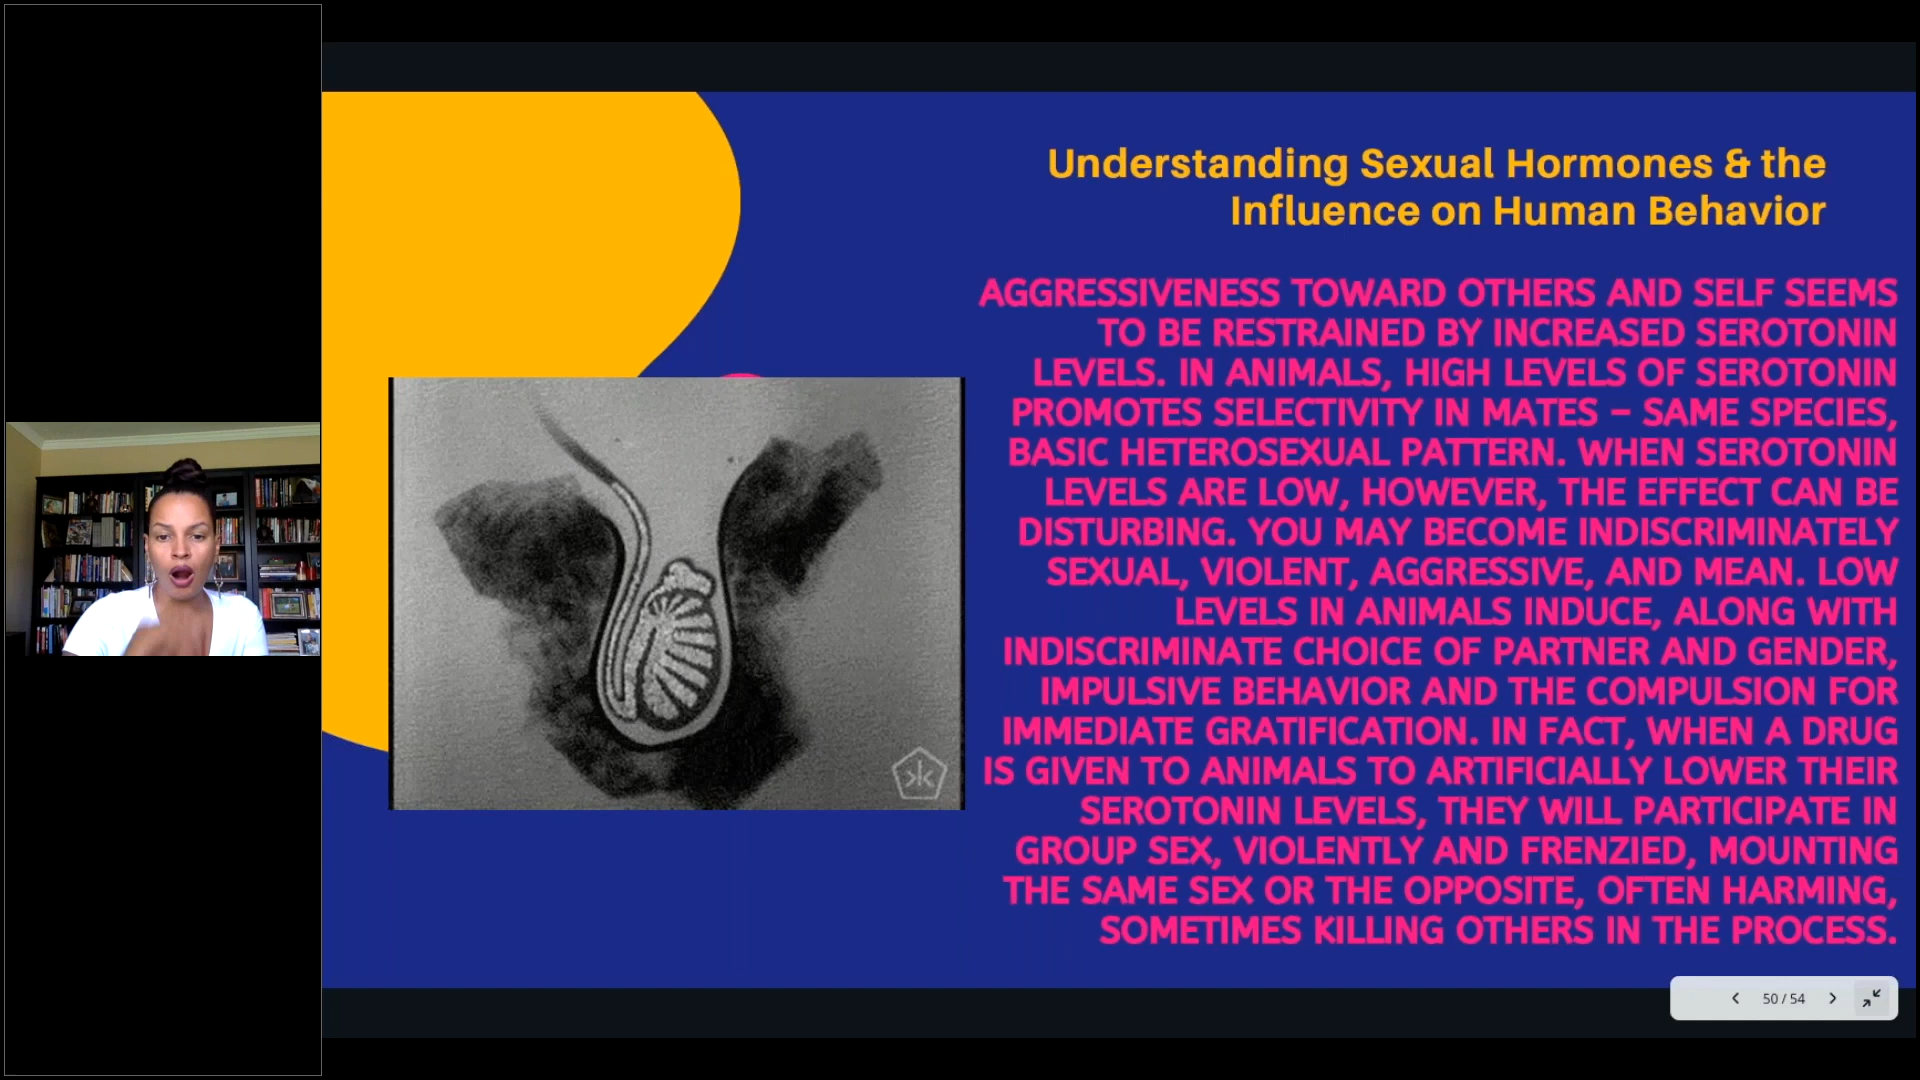 Understanding Sexual Hormones & the
Influence on Human Behavior
AGGRESSIVENESS TOWARD OTHERS AND SELF SEEMS
TO BE RESTRAINED BY INCREASED SEROTONIN
LEVELS. IN ANIMALS, HIGH LEVELS OF SEROTONIN
PROMOTES SELECTIVITY IN MATES – SAME SPECIES,
BASIC HETEROSEXUAL PATTERN. WHEN SEROTONIN
LEVELS ARE LOW, HOWEVER, THE EFFECT CAN BE
DISTURBING. YOU MAY BECOME INDISCRIMINATELY
SEXUAL, VIOLENT, AGGRESSIVE, AND MEAN. LOW
LEVELS IN ANIMALS INDUCE, ALONG WITH
INDISCRIMINATE CHOICE OF PARTNER AND GENDER,
IMPULSIVE BEHAVIOR AND THE COMPULSION FOR
IMMEDIATE GRATIFICATION. IN FACT, WHEN A DRUG
IS GIVEN TO ANIMALS TO ARTIFICIALLY LOWER THEIR
SEROTONIN LEVELS, THEY WILL PARTICIPATE IN
GROUP SEX, VIOLENTLY AND FRENZIED, MOUNTING
THE SAME SEX OR THE OPPOSITE, OFTEN HARMING,
SOMETIMES KILLING OTHERS IN THE PROCESS.
50 / 54